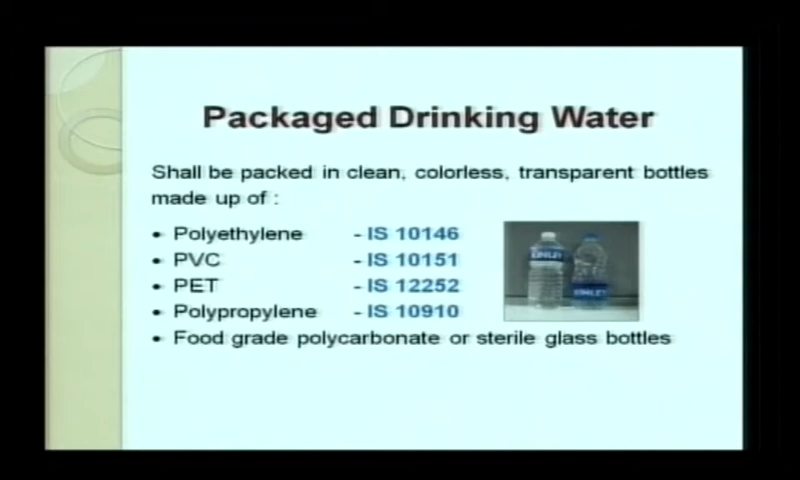 Packaged Drinking Water
Shall be packed in clean, colorless, transparent bottles
made up of :
• Polyethylene - IS 10146
• PVC - IS 10151
• PET - IS 12252
• Polypropylene - IS 10910
• Food grade polycarbonate or sterile glass bottles